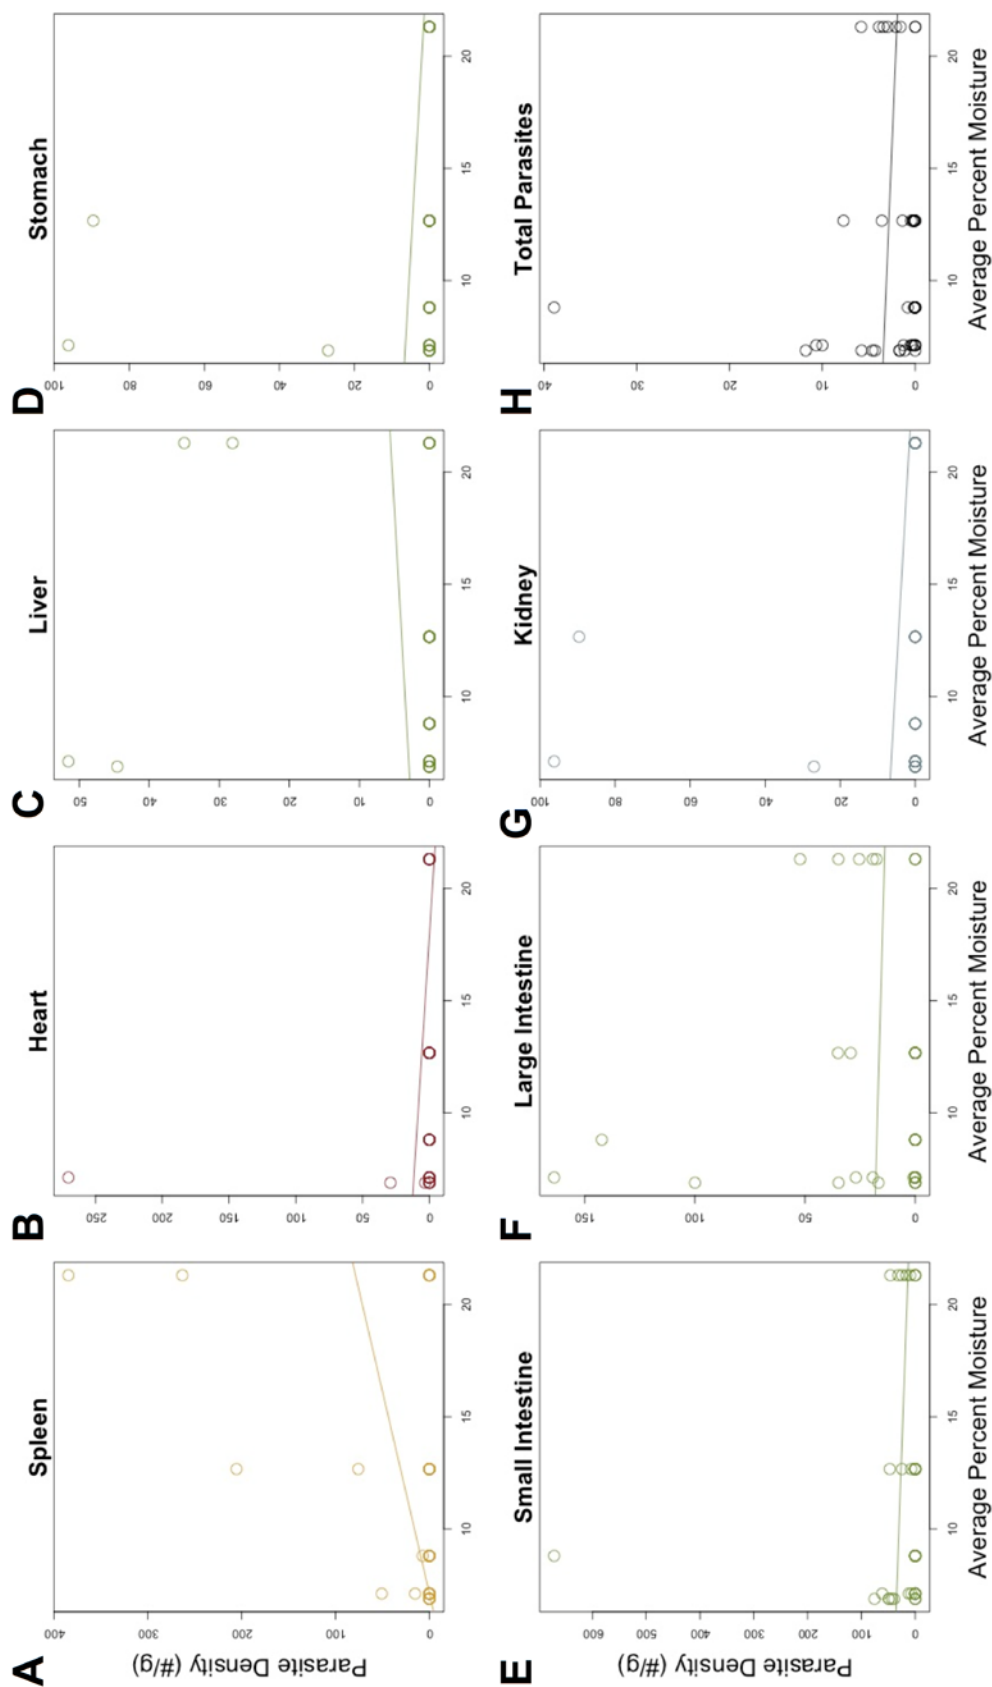 A
Spleen
Parasite Density (#/g)
400
300
200
100
0
10 15 20
B
Heart
250
200
150
100
50
0
10 15 20
C
Liver
50
40
30
20
10
0
10 15 20
D
Stomach
100
80
60
40
20
0
10 15 20
E
Small Intestine
Parasite Density (#/g)
600
500
400
300
200
100
0
10 15 20
Average Percent Moisture
F
Large Intestine
150
100
50
0
10 15 20
Average Percent Moisture
G
Kidney
100
80
60
40
20
0
10 15 20
Average Percent Moisture
H
Total Parasites
40
30
20
10
0
10 15 20
Average Percent Moisture